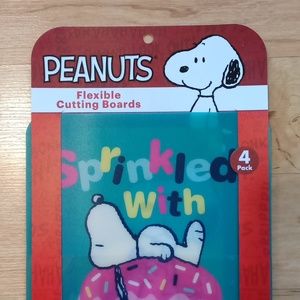 PEANUTS
Flexible
Cutting Boards
4
Pack
Sprinkled
With